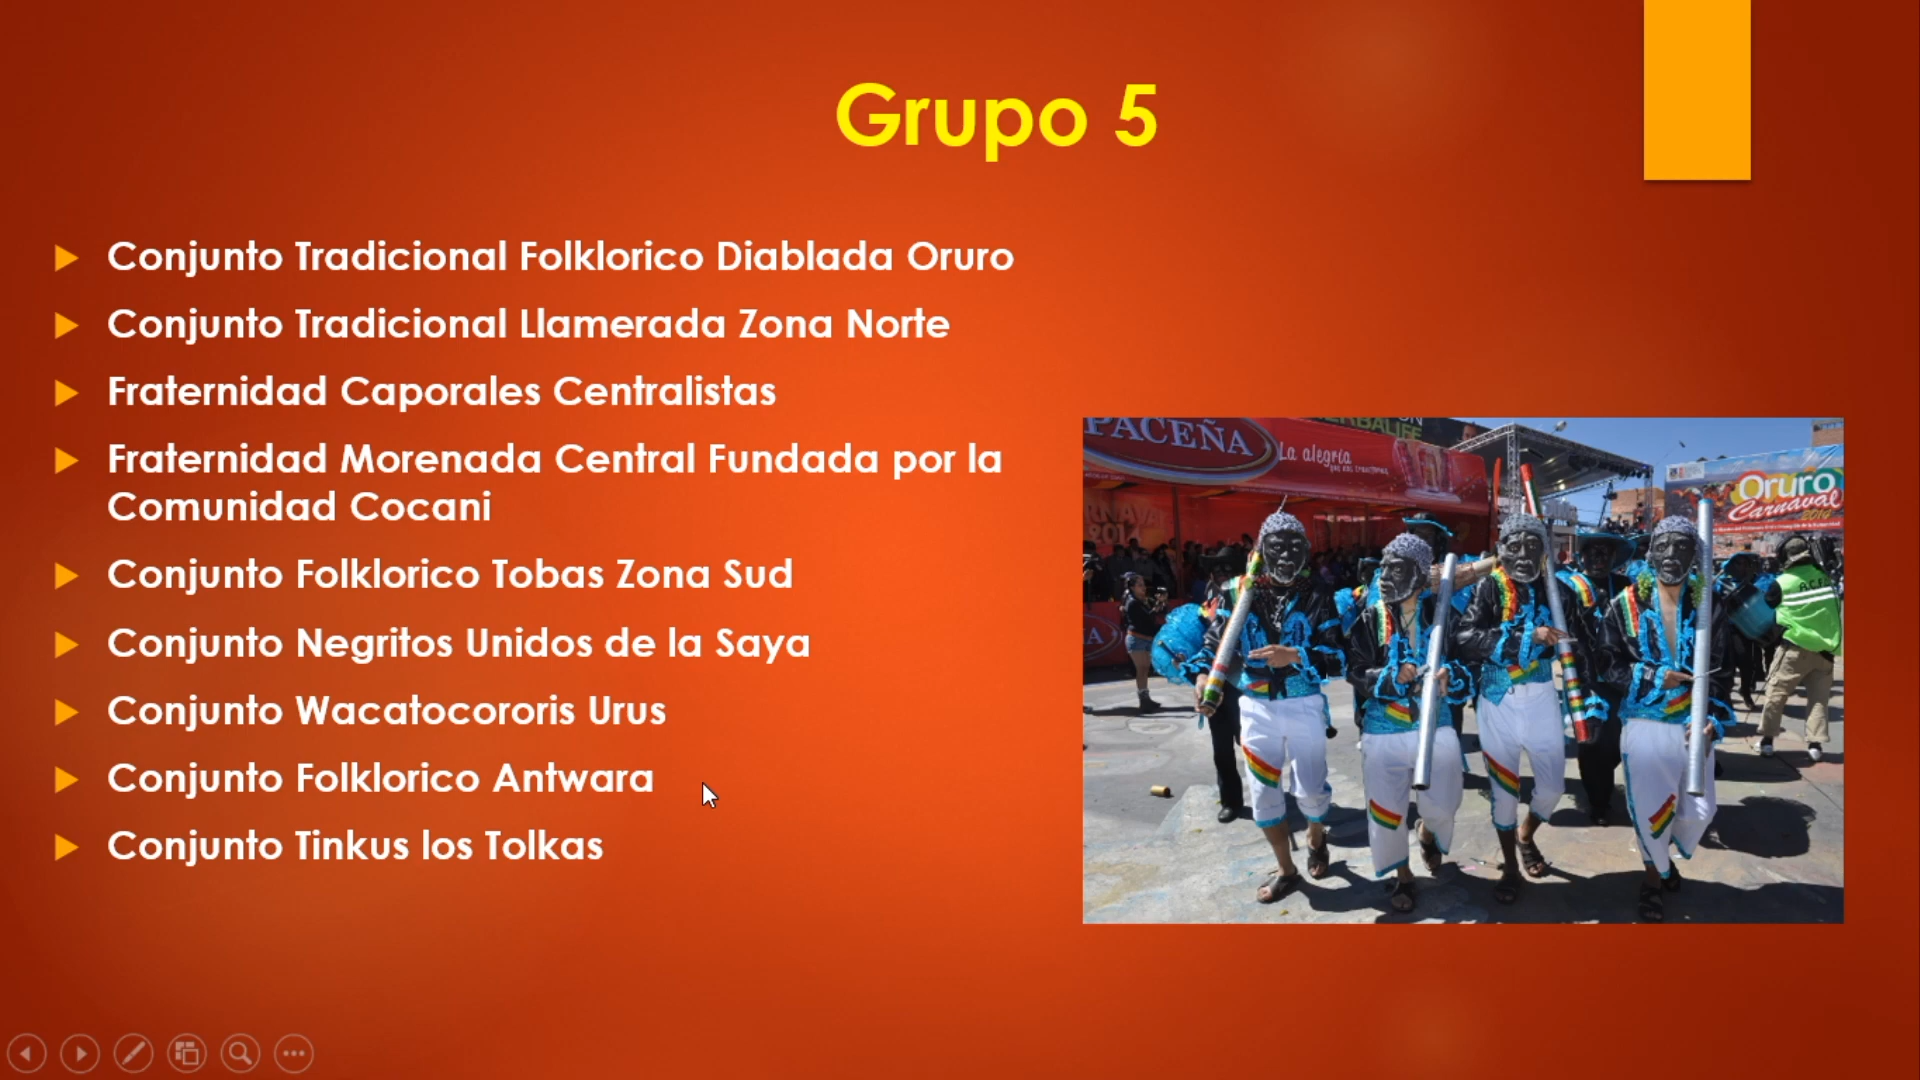 Grupo 5
Conjunto Tradicional Folklorico Diablada Oruro
Conjunto Tradicional Llamerada Zona Norte
Fraternidad Caporales Centralistas
Fraternidad Morenada Central Fundada por la
Comunidad Cocani
Conjunto Folklorico Tobas Zona Sud
Conjunto Negritos Unidos de la Saya
Conjunto Wacatocororis Urus
Conjunto Folklorico Antwara
Conjunto Tinkus los Tolkas
PACEÑA
La alegría
ERBALIFE
Oruro
Carnaval